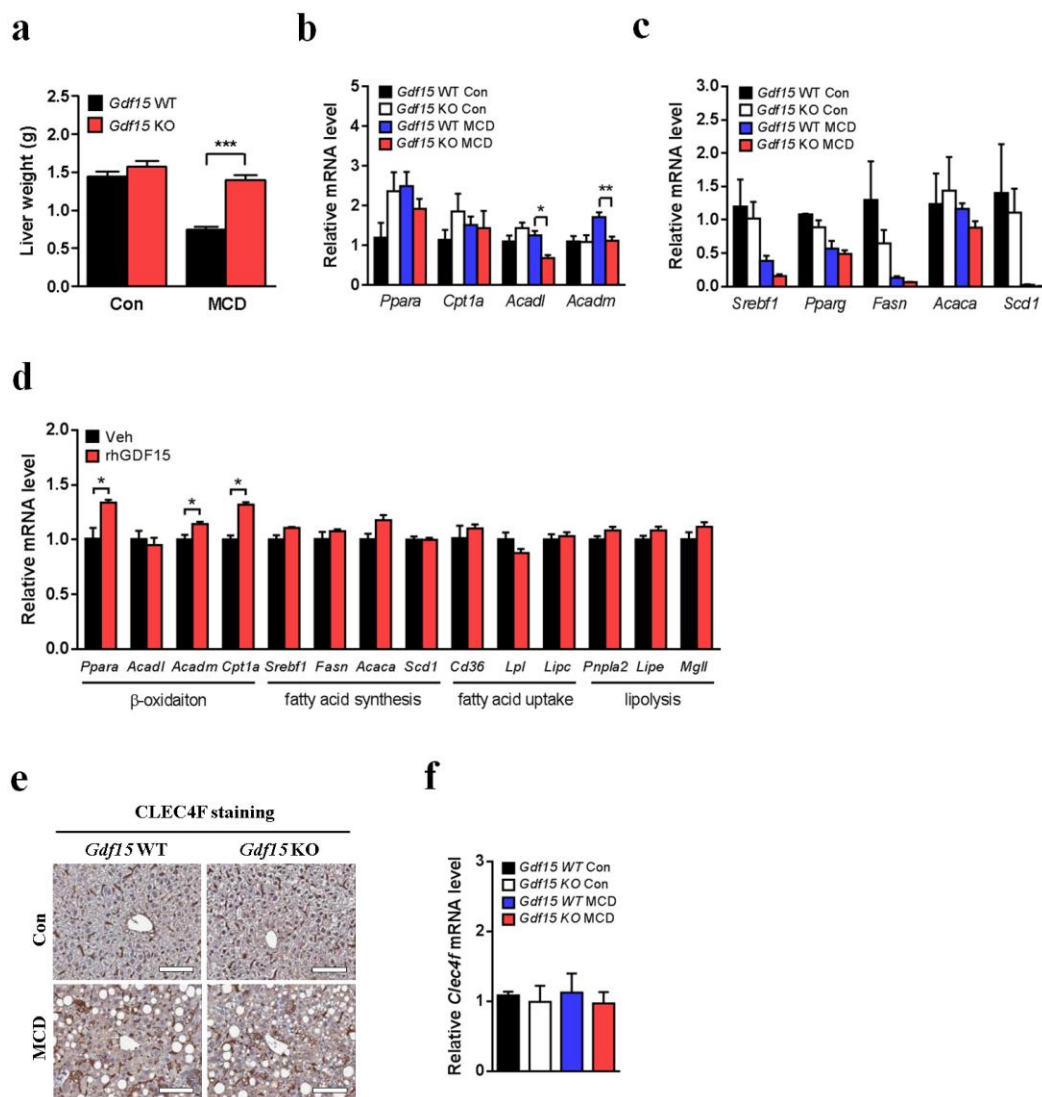 a
Liver weight (g)
2.5
2.0
1.5
1.0
0.5
0.0
Gdf15 WT
Gdf15 KO
***
Con MCD
b
Relative mRNA level
5
4
3
2
1
0
Gdf15 WT Con
Gdf15 KO Con
Gdf15 WT MCD
Gdf15 KO MCD
* **
Ppara Cpt1a Acadl Acadm
c
Relative mRNA level
3.0
2.5
2.0
1.5
1.0
0.5
0.0
Gdf15 WT Con
Gdf15 KO Con
Gdf15 WT MCD
Gdf15 KO MCD
Srebf1 Pparg Fasn Acaca Scd1
d
Relative mRNA level
2.0
1.5
1.0
0.5
0.0
Veh
rhGDF15
* * *
Ppara Acadl Acadm Cpt1a Srebf1 Fasn Acaca Scd1 Cd36 Lpl Lipc Pnpla2 Lipe Mgll
β-oxidaiton fatty acid synthesis fatty acid uptake lipolysis
e
CLEC4F staining
Gdf15 WT Gdf15 KO
Con
MCD
f
Relative Clec4f mRNA level
3
2
1
0
Gdf15 WT Con
Gdf15 KO Con
Gdf15 WT MCD
Gdf15 KO MCD